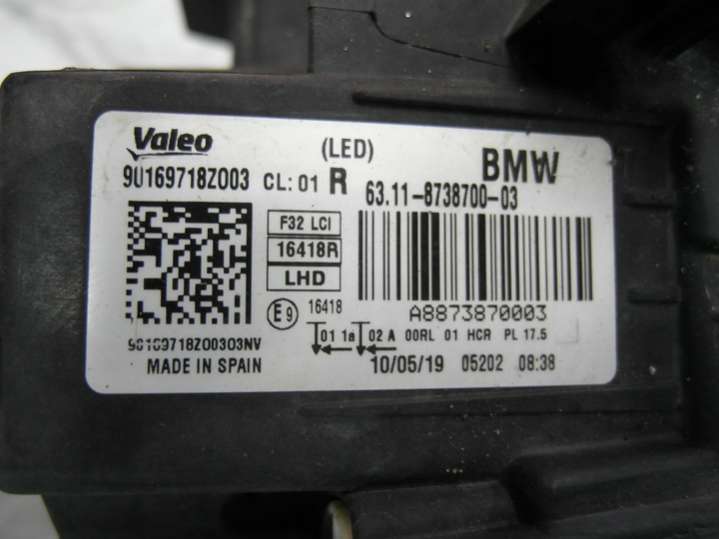 Valeo
(LED)
BMW
90169718Z003 CL: 01 R
63.11-8738700-03
F32 LCI
16418R
LHD
E9 16418
A8873870003
01 1a 02 A 00RL 01 HCR PL 17.5
90169718Z00303NV
MADE IN SPAIN
10/05/19 05202 08:38